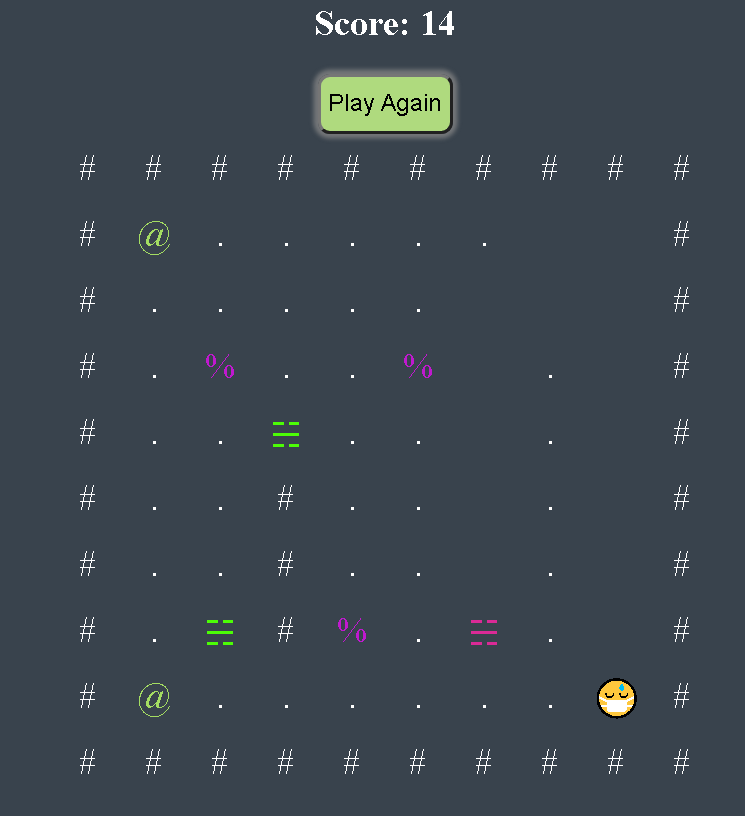 Score: 14
Play Again
# # # # # # # # # #
# @ . . . . .     #
# . . . . .       #
# . % . . %   .   #
# . . ☵ . .   .   #
# . . # . .   .   #
# . . # . .   .   #
# . ☵ # % . ☵ .   #
# @ . . . . . . 😷 #
# # # # # # # # # #